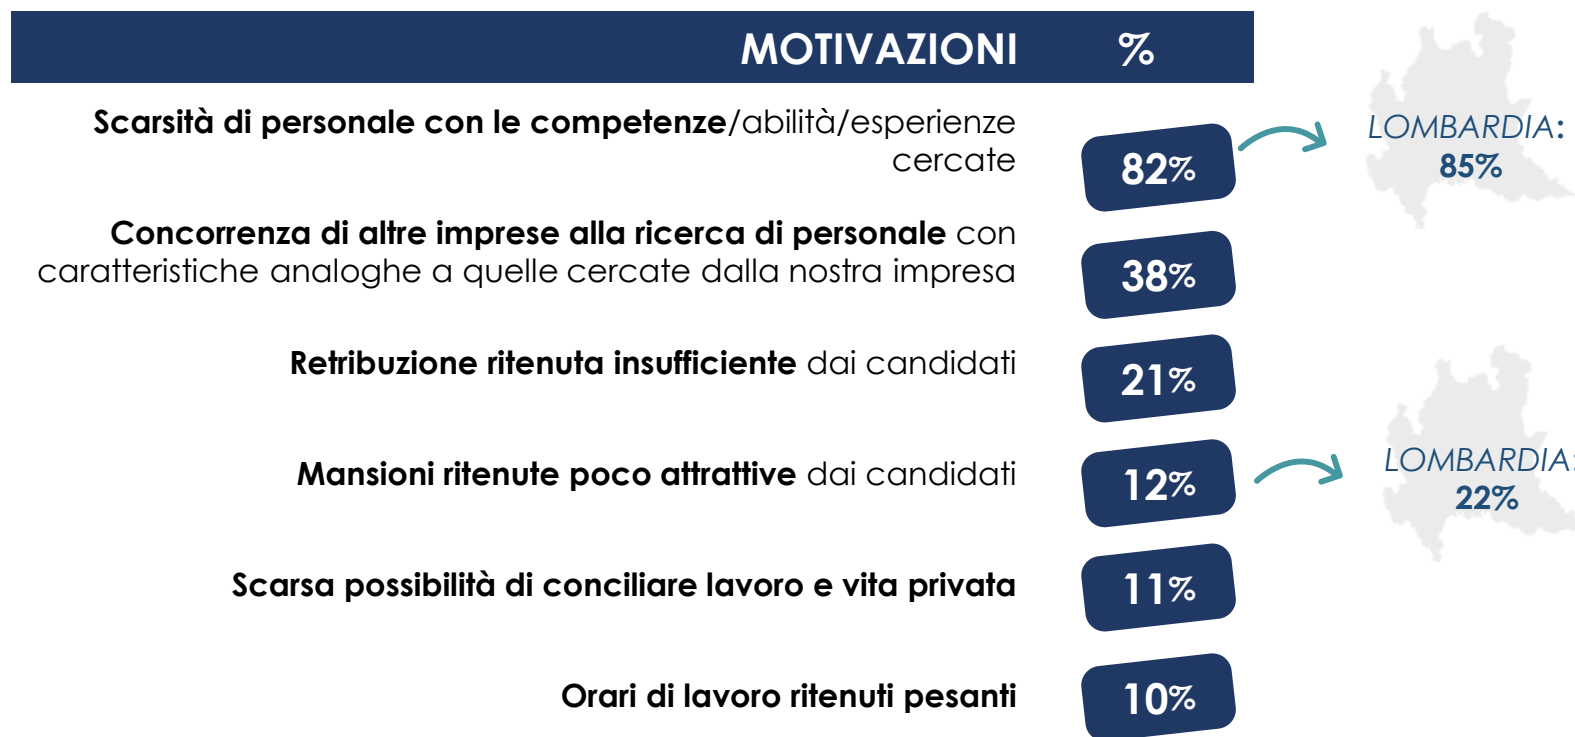 MOTIVAZIONI %
Scarsità di personale con le competenze/abilità/esperienze
cercate
82%
LOMBARDIA:
85%
Concorrenza di altre imprese alla ricerca di personale con
caratteristiche analoghe a quelle cercate dalla nostra impresa
38%
Retribuzione ritenuta insufficiente dai candidati
21%
Mansioni ritenute poco attrattive dai candidati
12%
LOMBARDIA:
22%
Scarsa possibilità di conciliare lavoro e vita privata
11%
Orari di lavoro ritenuti pesanti
10%